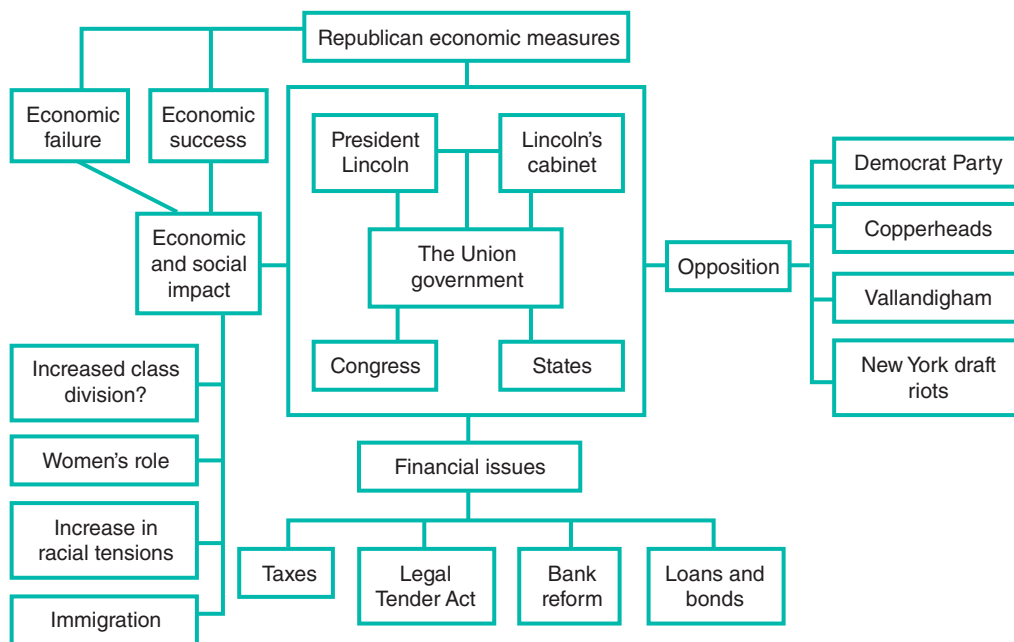 Republican economic measures
Economic
failure
Economic
success
President
Lincoln
Lincoln's
cabinet
Economic
and social
impact
The Union
government
Congress
States
Opposition
Democrat Party
Copperheads
Vallandigham
New York draft
riots
Increased class
division?
Women's role
Increase in
racial tensions
Immigration
Financial issues
Taxes
Legal
Tender Act
Bank
reform
Loans and
bonds